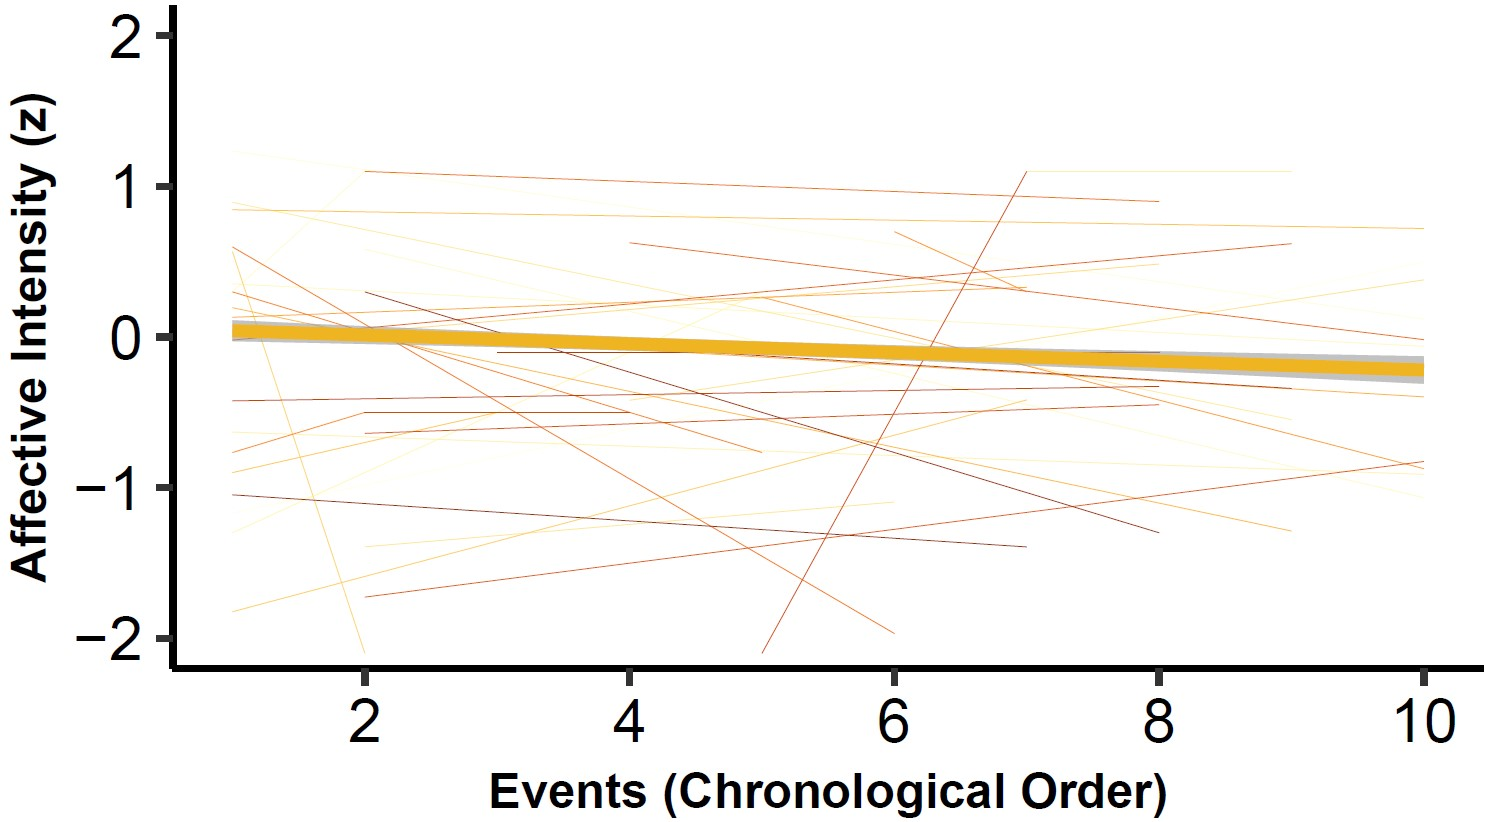 Affective Intensity (z)
2
1
0
−1
−2
2 4 6 8 10
Events (Chronological Order)